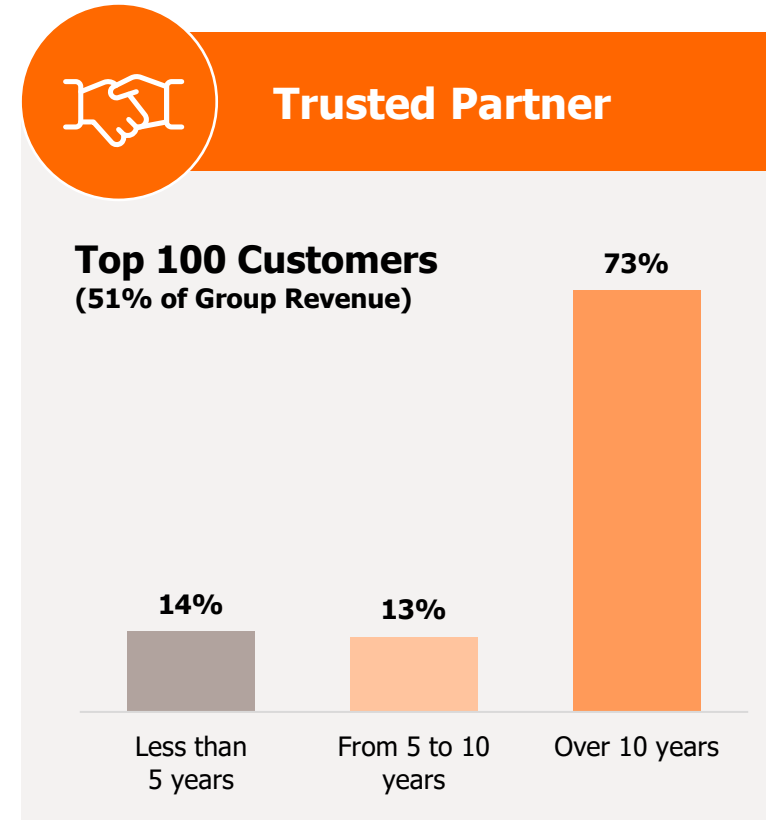 Trusted Partner
Top 100 Customers
(51% of Group Revenue)
73%
14%
13%
Less than
5 years
From 5 to 10
years
Over 10 years